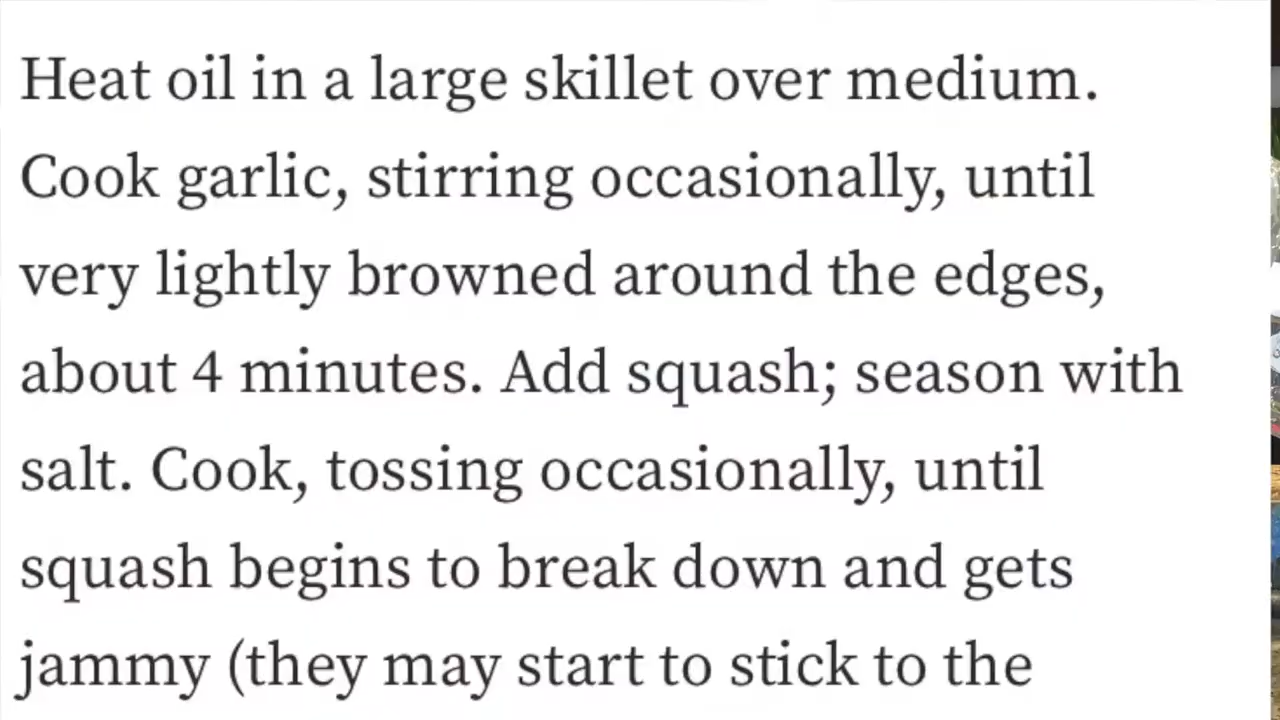 Heat oil in a large skillet over medium.
Cook garlic, stirring occasionally, until
very lightly browned around the edges,
about 4 minutes. Add squash; season with
salt. Cook, tossing occasionally, until
squash begins to break down and gets
jammy (they may start to stick to the